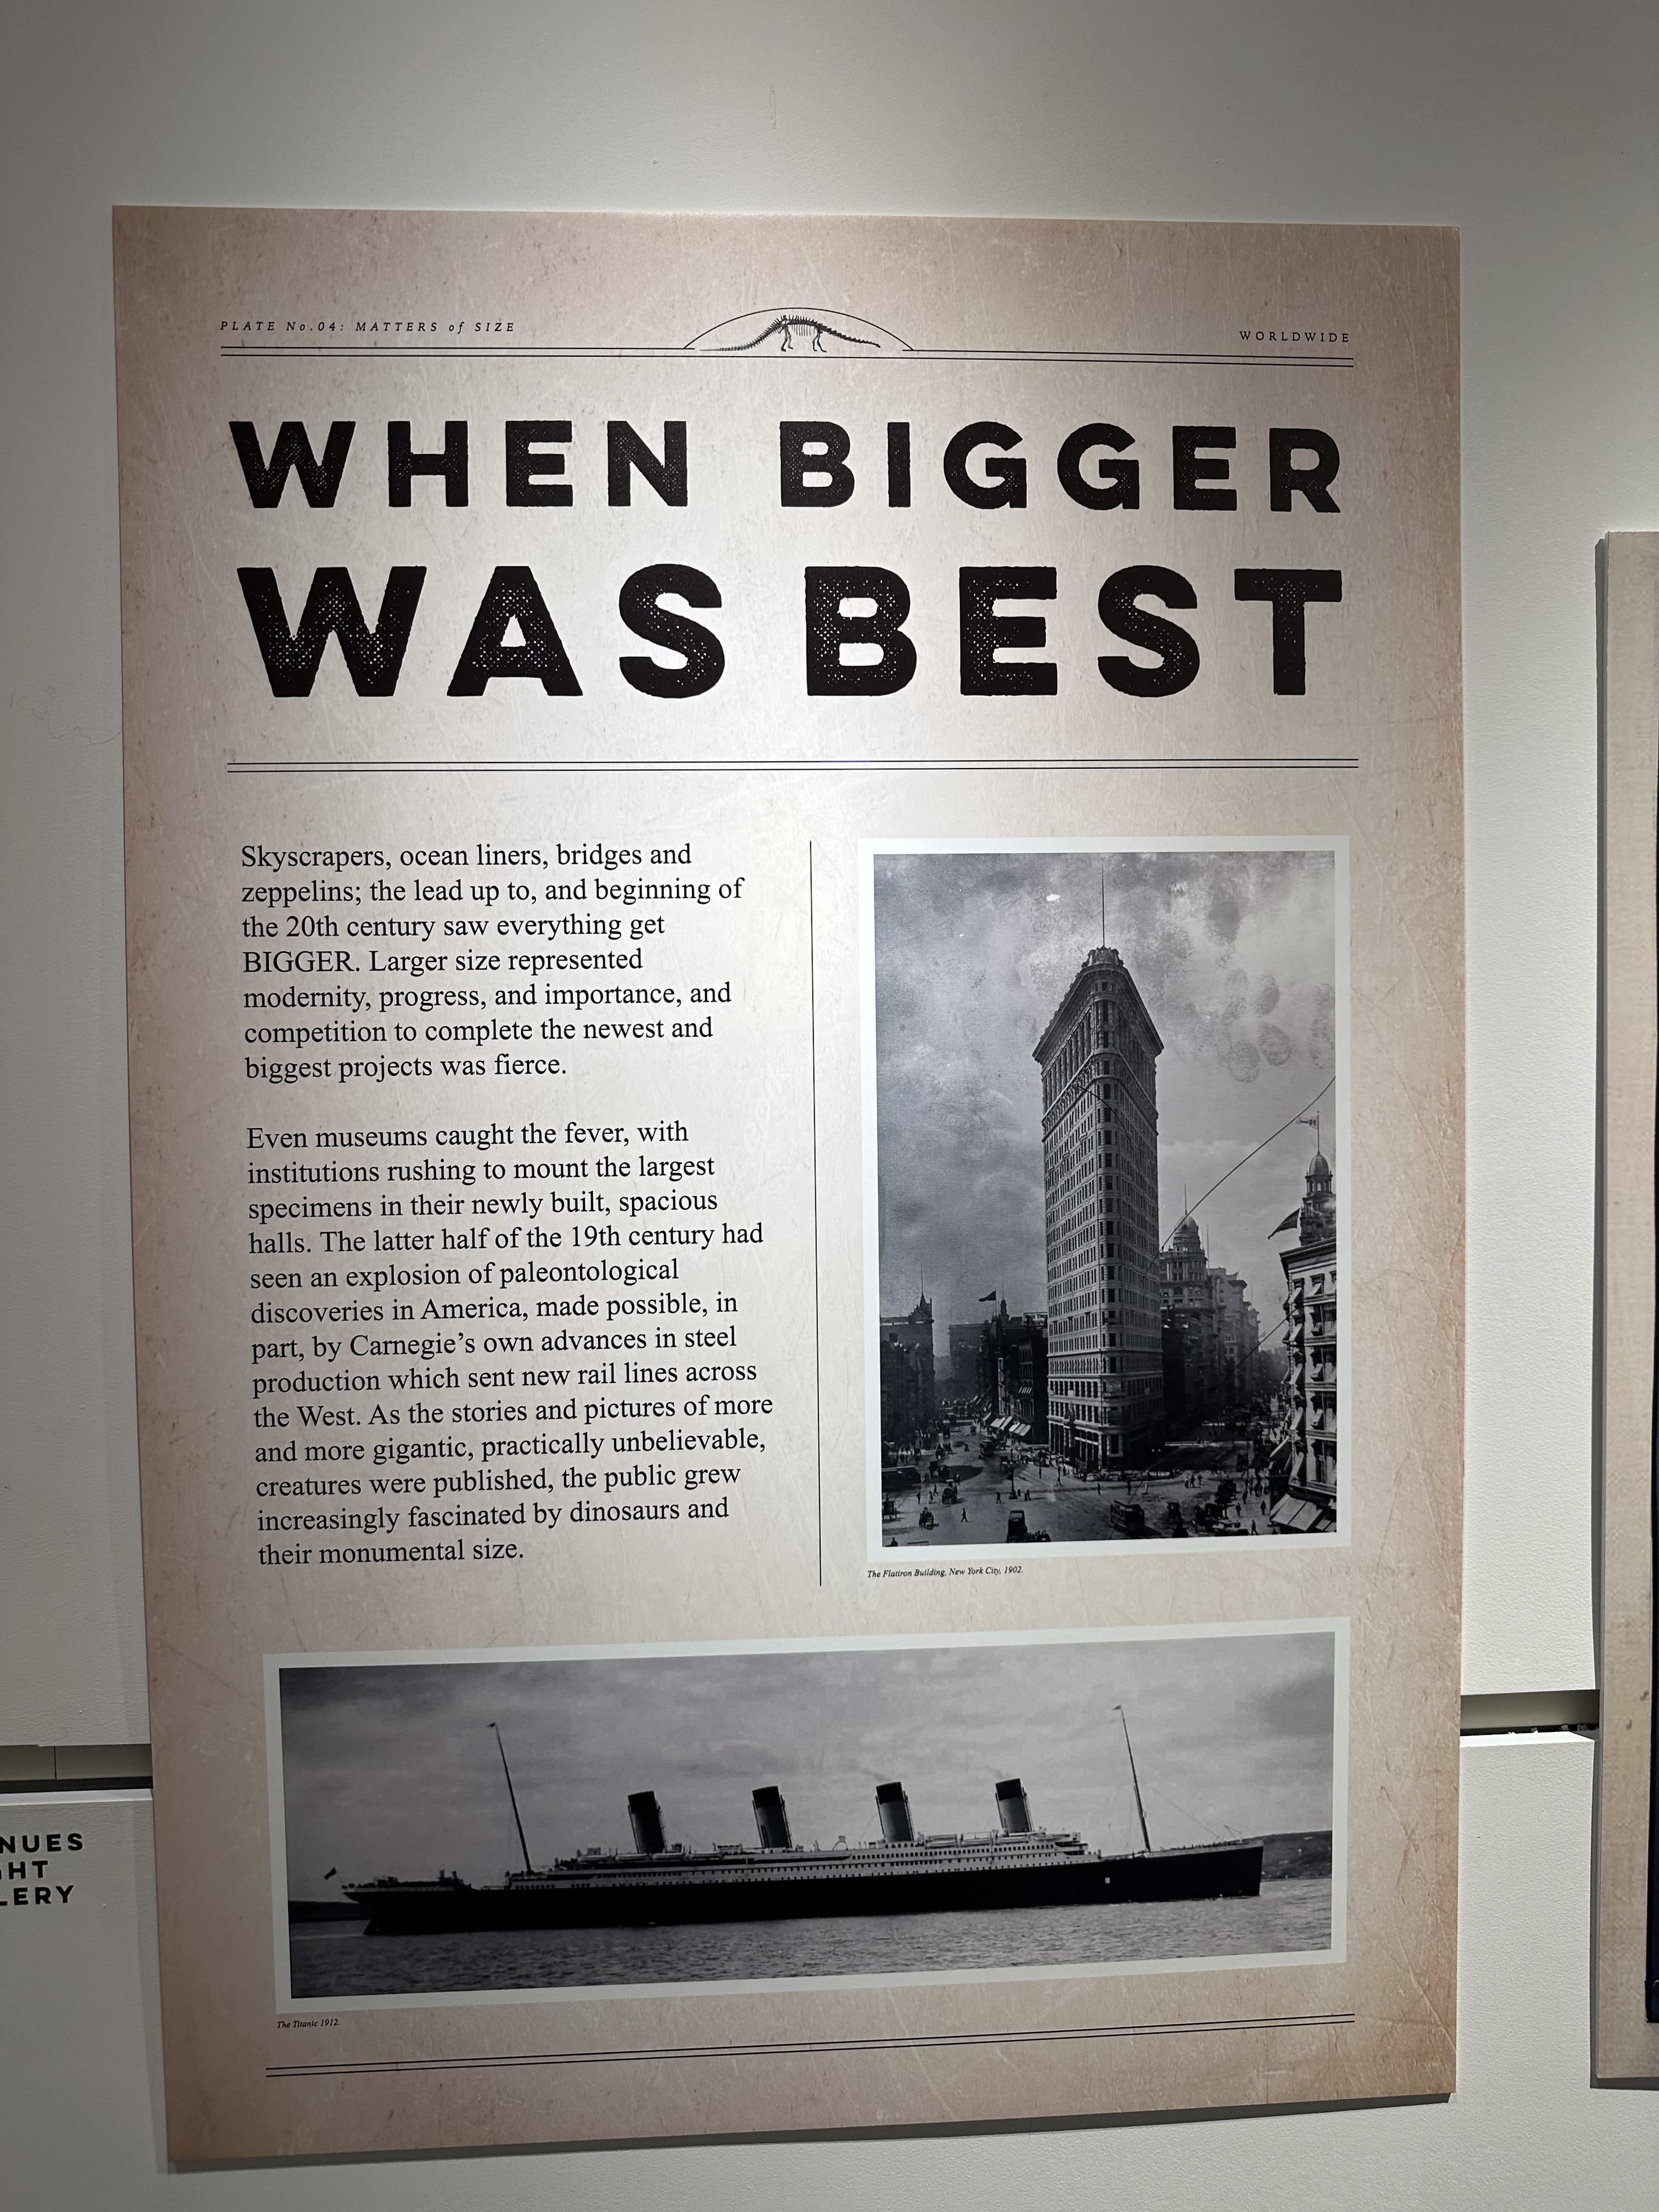 PLATE No.04: MATTERS of SIZE
WORLDWIDE
WHEN BIGGER
WAS BEST
Skyscrapers, ocean liners, bridges and
zeppelins; the lead up to, and beginning of
the 20th century saw everything get
BIGGER. Larger size represented
modernity, progress, and importance, and
competition to complete the newest and
biggest projects was fierce.
Even museums caught the fever, with
institutions rushing to mount the largest
specimens in their newly built, spacious
halls. The latter half of the 19th century had
seen an explosion of paleontological
discoveries in America, made possible, in
part, by Carnegie’s own advances in steel
production which sent new rail lines across
the West. As the stories and pictures of more
and more gigantic, practically unbelievable,
creatures were published, the public grew
increasingly fascinated by dinosaurs and
their monumental size.
The Flatiron Building, New York City, 1902.
The Titanic 1912.
NUES
GHT
LERY